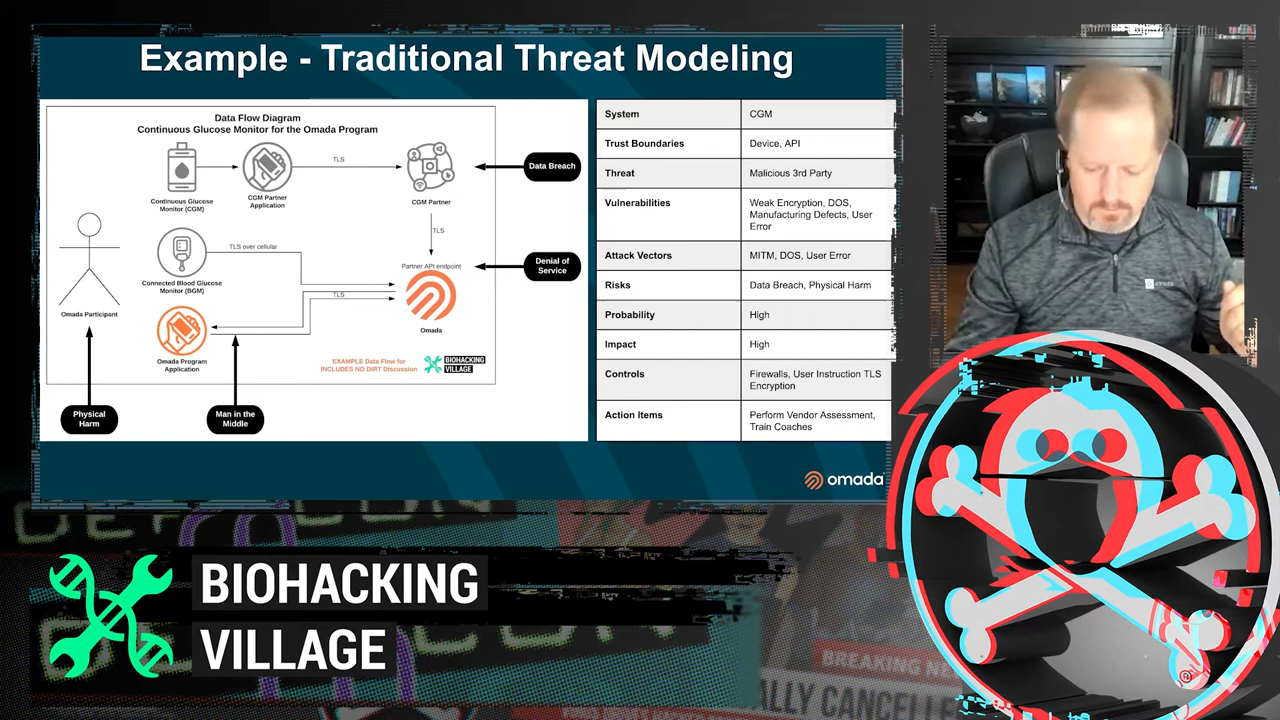 Example - Traditional Threat Modeling
Data Flow Diagram
Continuous Glucose Monitor for the Omada Program
TLS
Data Breach
Continuous Glucose
Monitor (CGM)
CGM Partner
Application
CGM Partner
TLS
TLS over cellular
Partner API endpoint
Denial of
Service
Connected Blood Glucose
Monitor (BGM)
TLS
Omada Participant
Omada
Omada Program
Application
EXAMPLE Data Flow for
INCLUDES NO DIRT Discussion
BIOHACKING
VILLAGE
Physical
Harm
Man in the
Middle
System CGM
Trust Boundaries Device, API
Threat Malicious 3rd Party
Vulnerabilities Weak Encryption, DOS,
Manufacturing Defects, User
Error
Attack Vectors MITM, DOS, User Error
Risks Data Breach, Physical Harm
Probability High
Impact High
Controls Firewalls, User Instruction TLS
Encryption
Action Items Perform Vendor Assessment,
Train Coaches
omada
BIOHACKING
VILLAGE
BREAKING NE
ALLY CANCELLE